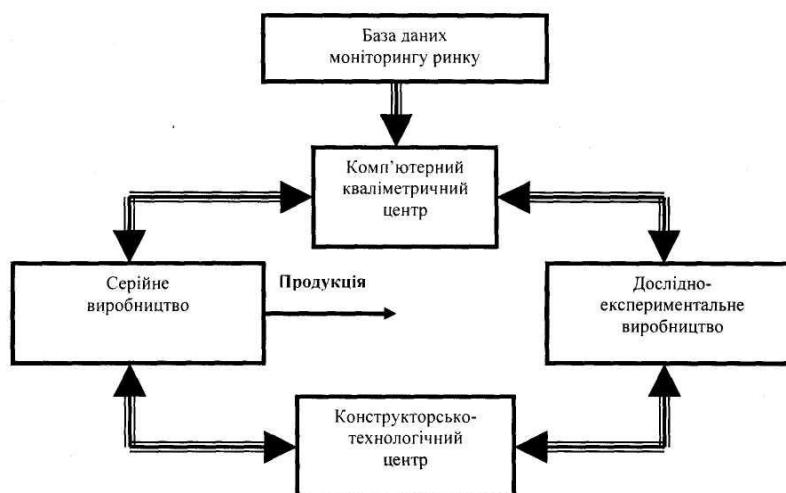 База даних
моніторингу ринку
Комп’ютерний
кваліметричний
центр
Серійне
виробництво
Продукція
Дослідно-
експериментальне
виробництво
Конструкторсько-
технологічний
центр